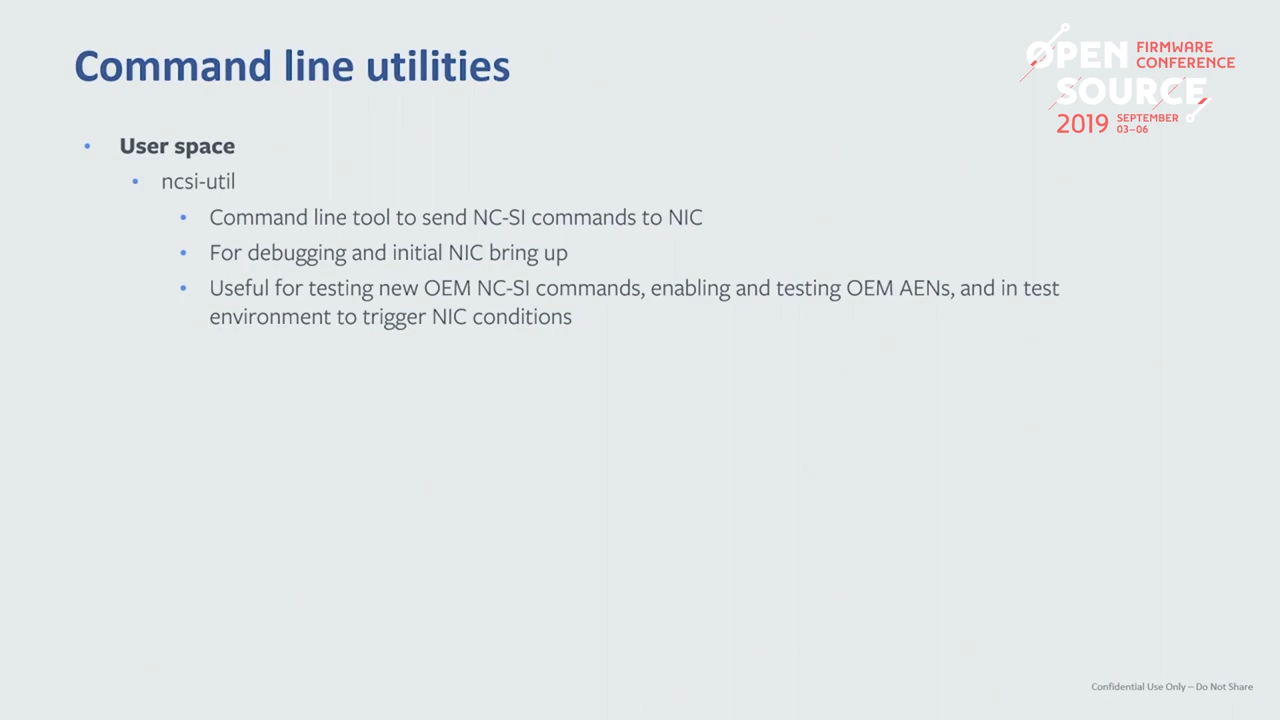 Command line utilities
OPEN FIRMWARE
CONFERENCE
SOURCE
2019 SEPTEMBER
03–06
• User space
• ncsi-util
• Command line tool to send NC-SI commands to NIC
• For debugging and initial NIC bring up
• Useful for testing new OEM NC-SI commands, enabling and testing OEM AENs, and in test
environment to trigger NIC conditions
Confidential Use Only – Do Not Share